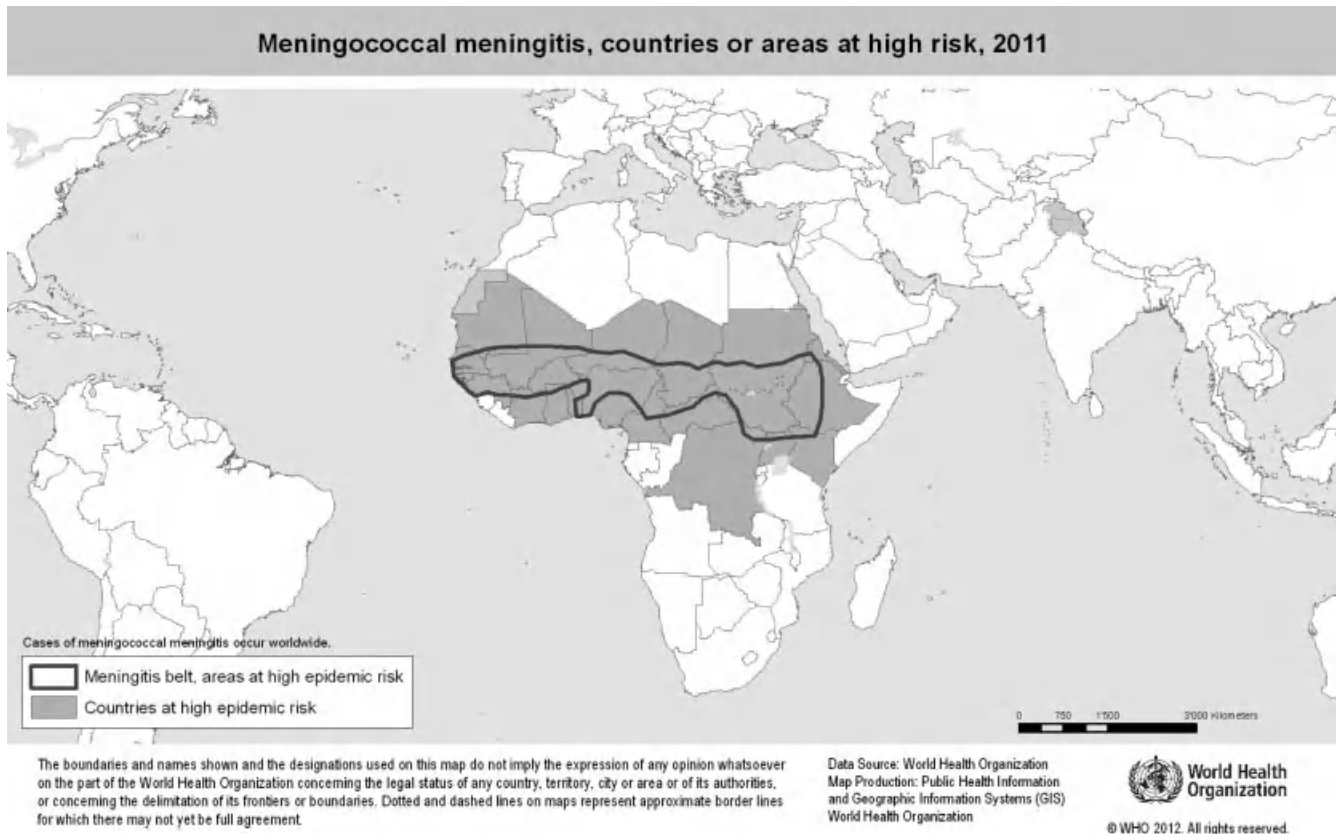 Meningococcal meningitis, countries or areas at high risk, 2011
Cases of meningococcal meningitis occur worldwide.
Meningitis belt, areas at high epidemic risk
Countries at high epidemic risk
0 750 1'500 3'000 Kilometers
The boundaries and names shown and the designations used on this map do not imply the expression of any opinion whatsoever
on the part of the World Health Organization concerning the legal status of any country, territory, city or area or of its authorities,
or concerning the delimitation of its frontiers or boundaries. Dotted and dashed lines on maps represent approximate border lines
for which there may not yet be full agreement.
Data Source: World Health Organization
Map Production: Public Health Information
and Geographic Information Systems (GIS)
World Health Organization
World Health
Organization
© WHO 2012. All rights reserved.